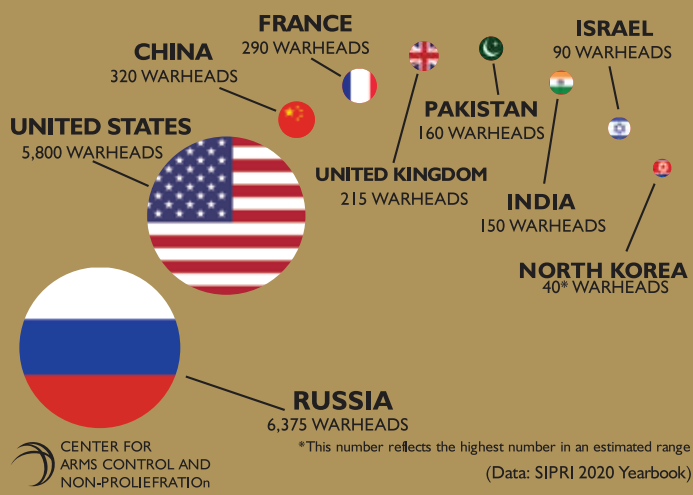 FRANCE
290 WARHEADS
CHINA
320 WARHEADS
ISRAEL
90 WARHEADS
UNITED STATES
5,800 WARHEADS
PAKISTAN
160 WARHEADS
UNITED KINGDOM
215 WARHEADS
INDIA
150 WARHEADS
NORTH KOREA
40* WARHEADS
RUSSIA
6,375 WARHEADS
*This number reflects the highest number in an estimated range
CENTER FOR
ARMS CONTROL AND
NON-PROLIEFRATIOn
(Data: SIPRI 2020 Yearbook)